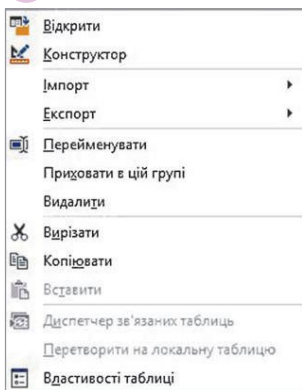 Відкрити
Конструктор
Імпорт
Експорт
Перейменувати
Приховати в цій групі
Видалити
Вирізати
Копіювати
Вставити
Диспетчер зв'язаних таблиць
Перетворити на локальну таблицю
Властивості таблиці